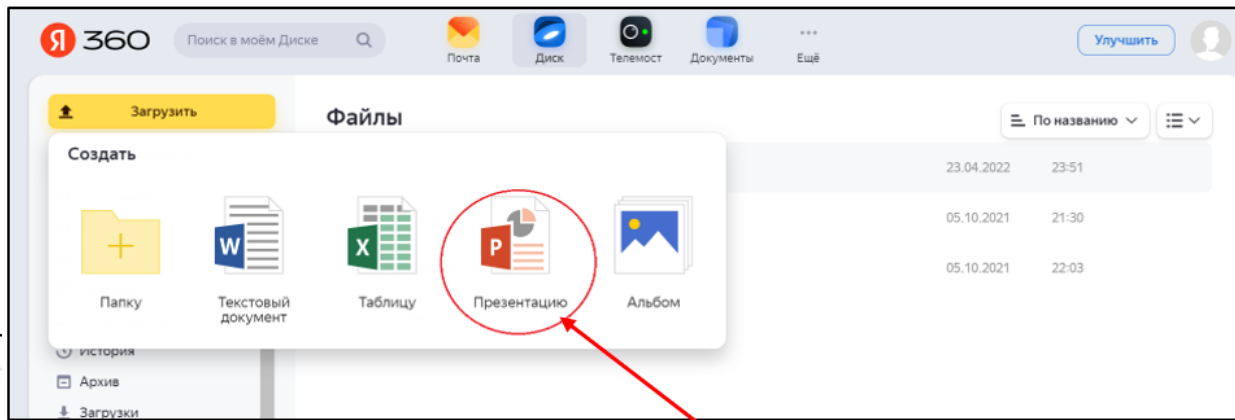 Я 360
Поиск в моём Диске
Почта
Диск
Телемост
Документы
Ещё
Улучшить
Загрузить
Файлы
По названию
Создать
23.04.2022 23:51
05.10.2021 21:30
05.10.2021 22:03
W
X
P
Папку
Текстовый
документ
Таблицу
Презентацию
Альбом
История
Архив
Загрузки